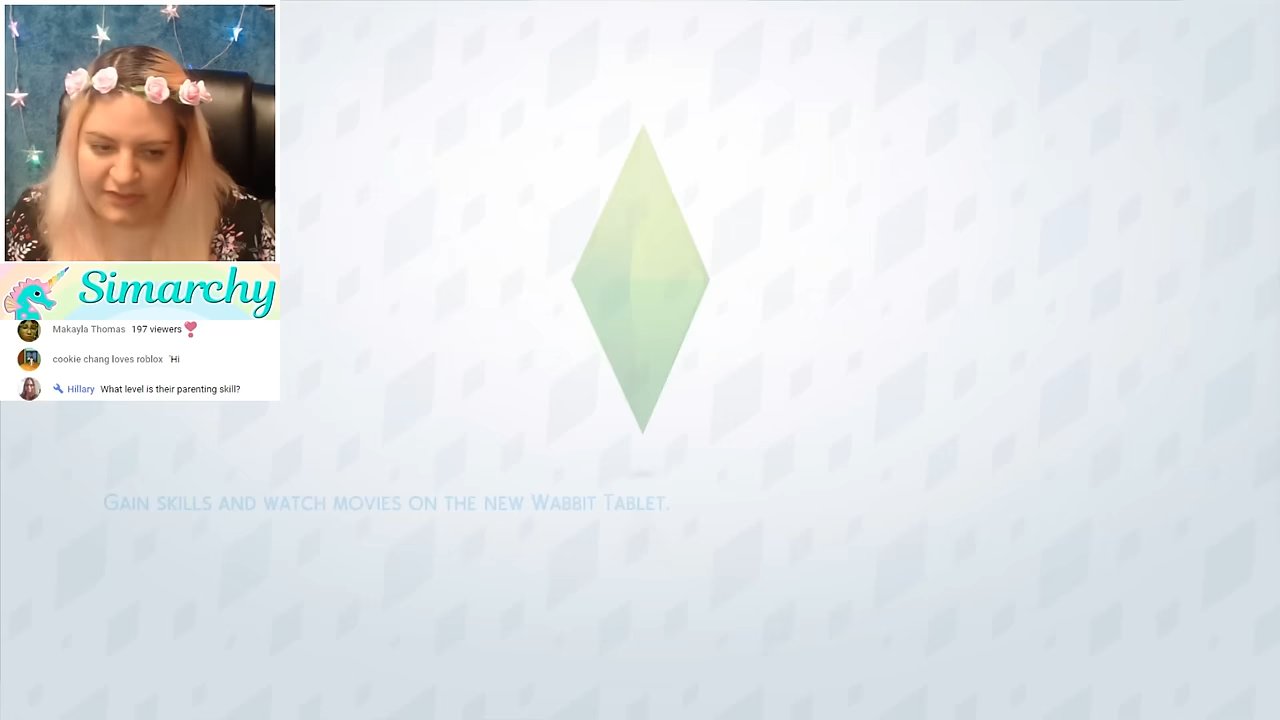 Simarchy
Makayla Thomas 197 viewers
cookie chang loves roblox Hi
Hillary What level is their parenting skill?
Gain skills and watch movies on the new Wabbit Tablet.